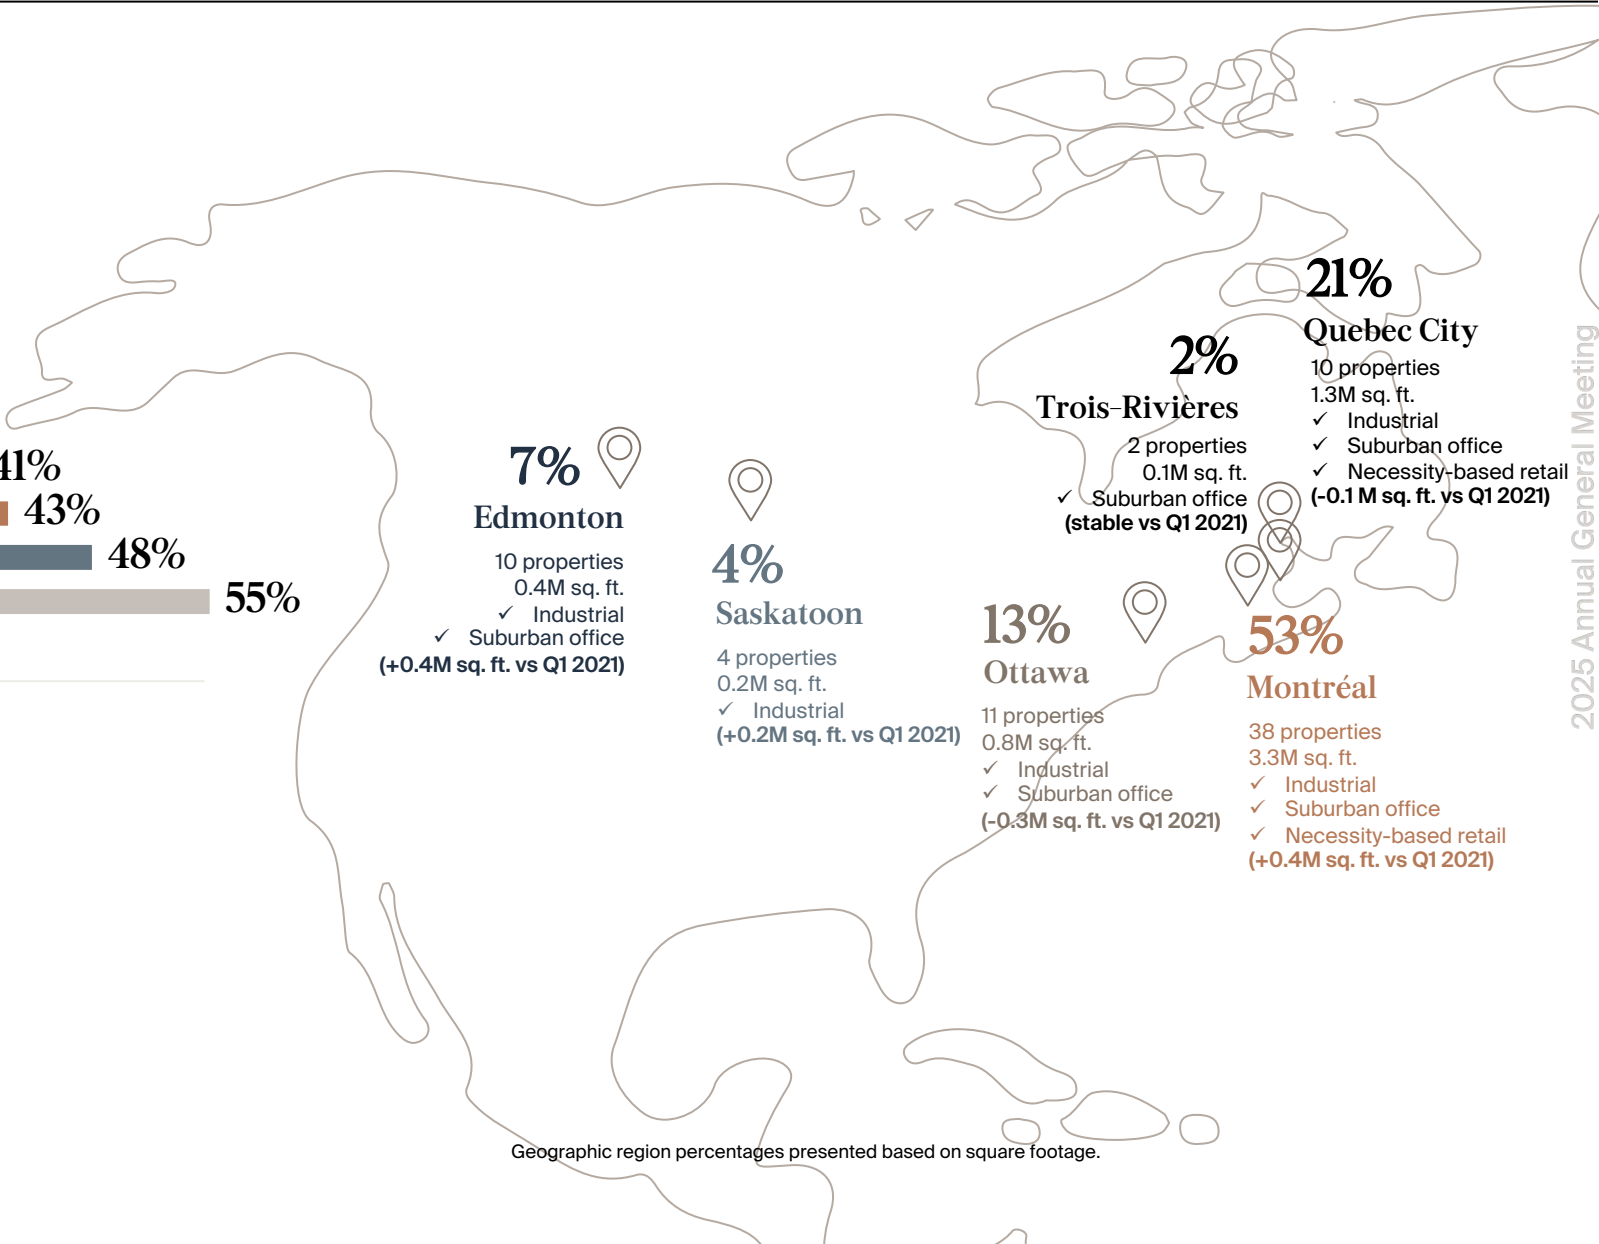 41%
43%
48%
55%
7%
Edmonton
10 properties
0.4M sq. ft.
✓ Industrial
✓ Suburban office
(+0.4M sq. ft. vs Q1 2021)
4%
Saskatoon
4 properties
0.2M sq. ft.
✓ Industrial
(+0.2M sq. ft. vs Q1 2021)
13%
Ottawa
11 properties
0.8M sq. ft.
✓ Industrial
✓ Suburban office
(-0.3M sq. ft. vs Q1 2021)
2%
Trois-Rivières
2 properties
0.1M sq. ft.
✓ Suburban office
(stable vs Q1 2021)
21%
Quebec City
10 properties
1.3M sq. ft.
✓ Industrial
✓ Suburban office
✓ Necessity-based retail
(-0.1 M sq. ft. vs Q1 2021)
53%
Montréal
38 properties
3.3M sq. ft.
✓ Industrial
✓ Suburban office
✓ Necessity-based retail
(+0.4M sq. ft. vs Q1 2021)
Geographic region percentages presented based on square footage.
2025 Annual General Meeting